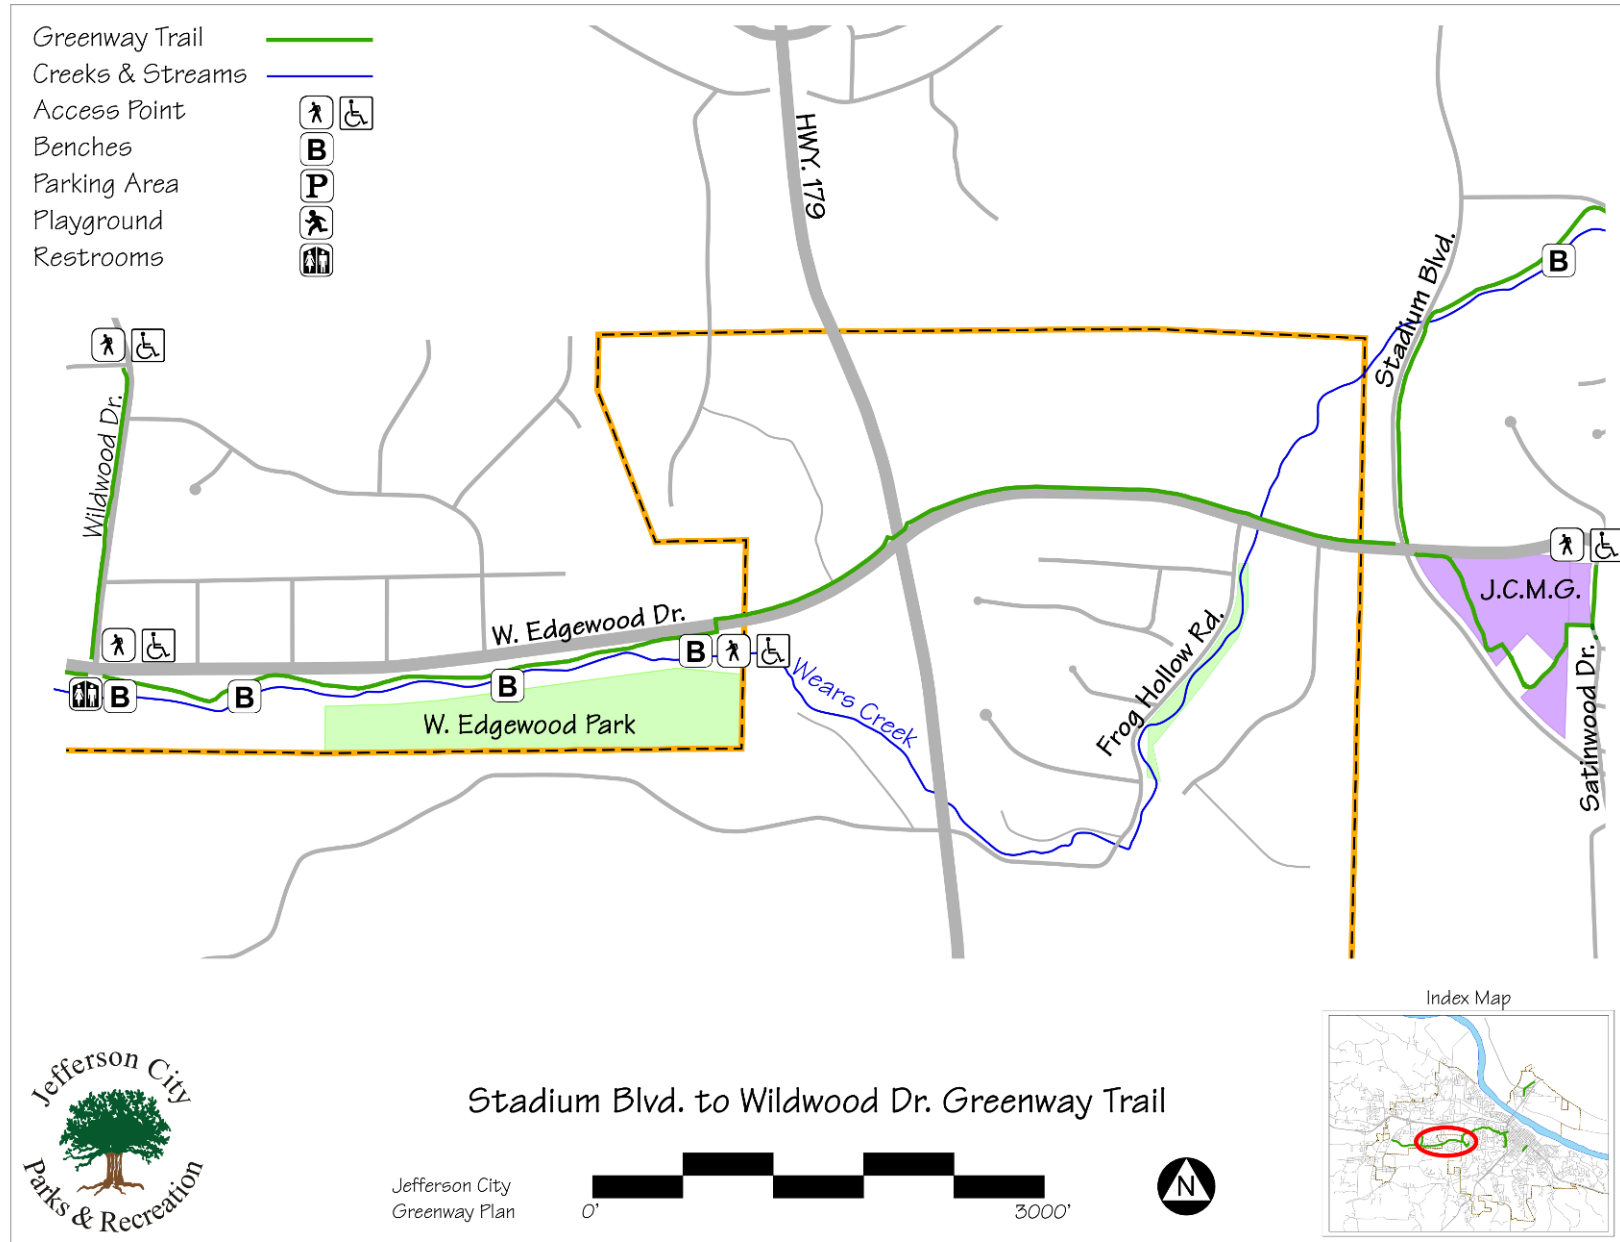 Greenway Trail
Creeks & Streams
Access Point
Benches
B
Parking Area
P
Playground
Restrooms
HWY. 179
Stadium Blvd.
B
Wildwood Dr.
J.C.M.G.
W. Edgewood Dr.
B
B
B
B
W. Edgewood Park
Wears Creek
Frog Hollow Rd.
Satinwood Dr.
Index Map
Jefferson City
Parks & Recreation
Stadium Blvd. to Wildwood Dr. Greenway Trail
Jefferson City
Greenway Plan
0'
3000'
N